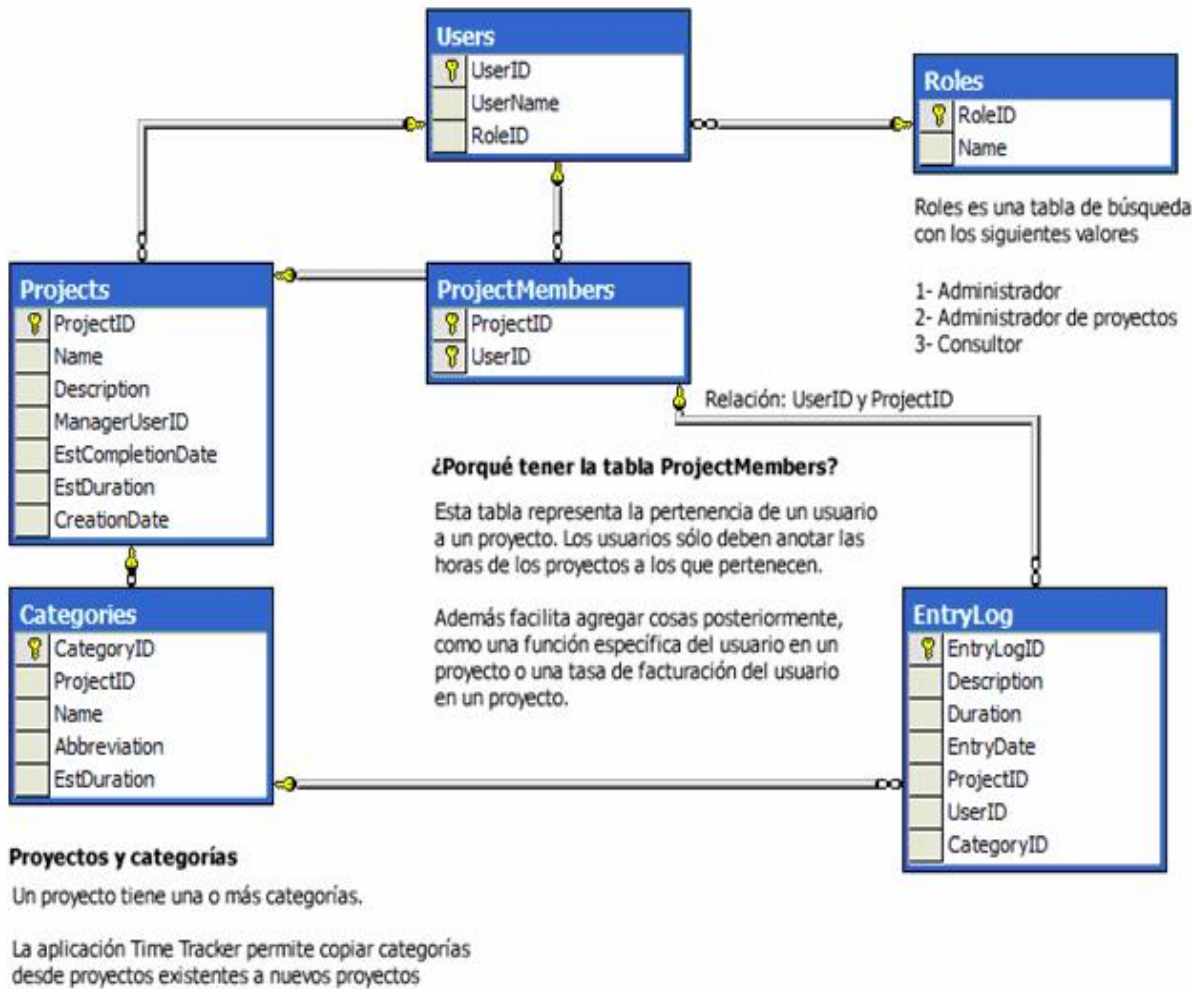 Users
UserID
UserName
RoleID
Roles
RoleID
Name
Roles es una tabla de búsqueda
con los siguientes valores
1- Administrador
2- Administrador de proyectos
3- Consultor
Projects
ProjectID
Name
Description
ManagerUserID
EstCompletionDate
EstDuration
CreationDate
ProjectMembers
ProjectID
UserID
Relación: UserID y ProjectID
¿Porqué tener la tabla ProjectMembers?
Esta tabla representa la pertenencia de un usuario
a un proyecto. Los usuarios sólo deben anotar las
horas de los proyectos a los que pertenecen.
Además facilita agregar cosas posteriormente,
como una función específica del usuario en un
proyecto o una tasa de facturación del usuario
en un proyecto.
Categories
CategoryID
ProjectID
Name
Abbreviation
EstDuration
EntryLog
EntryLogID
Description
Duration
EntryDate
ProjectID
UserID
CategoryID
Proyectos y categorías
Un proyecto tiene una o más categorías.
La aplicación Time Tracker permite copiar categorías
desde proyectos existentes a nuevos proyectos